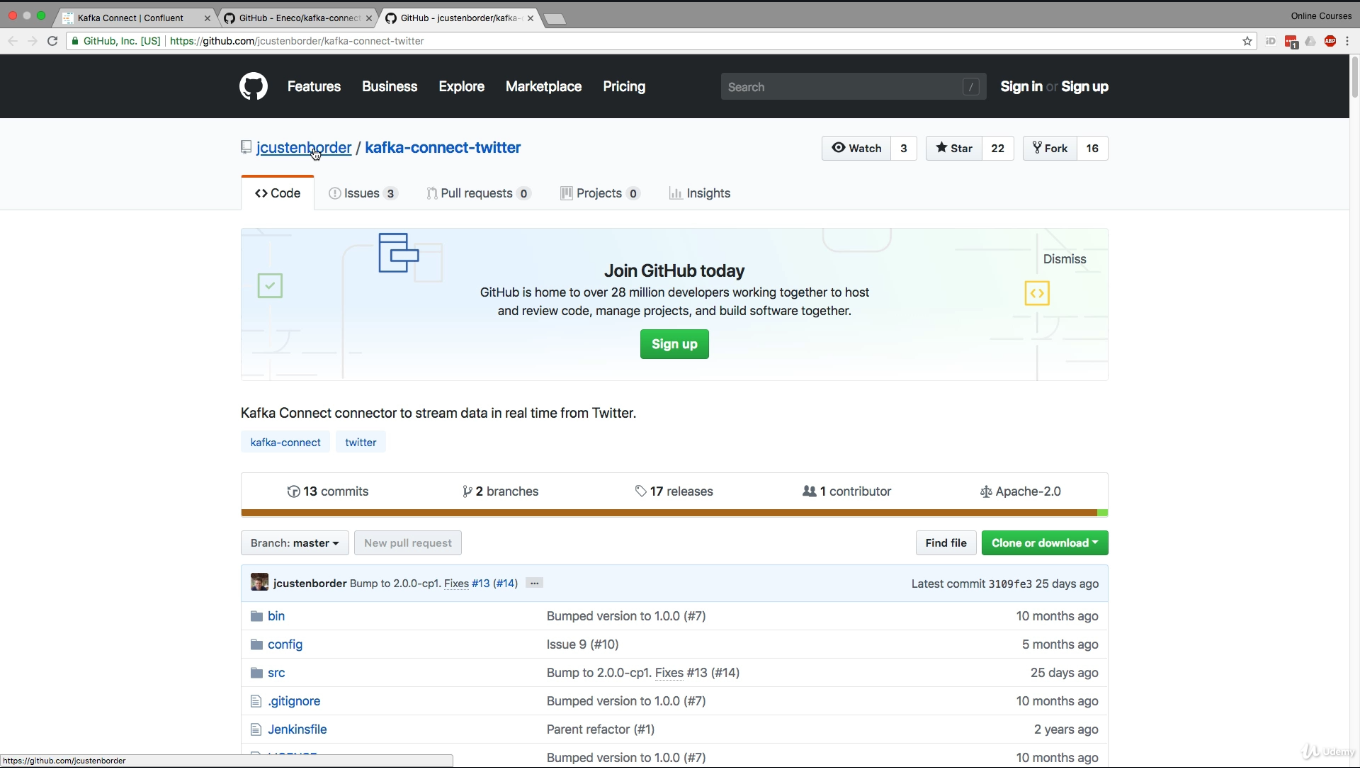 Kafka Connect | Confluent
GitHub - Eneco/kafka-connect
GitHub - jcustenborder/kafka-
Online Courses
GitHub, Inc. [US] | https://github.com/jcustenborder/kafka-connect-twitter
iD
1
ABP
Features Business Explore Marketplace Pricing
Search /
Sign in or Sign up
jcustenborder / kafka-connect-twitter
Watch 3
Star 22
Fork 16
<> Code
Issues 3
Pull requests 0
Projects 0
Insights
Join GitHub today
Dismiss
GitHub is home to over 28 million developers working together to host
and review code, manage projects, and build software together.
Sign up
Kafka Connect connector to stream data in real time from Twitter.
kafka-connect twitter
13 commits 2 branches 17 releases 1 contributor Apache-2.0
Branch: master New pull request Find file Clone or download
jcustenborder Bump to 2.0.0-cp1. Fixes #13 (#14) ... Latest commit 3109fe3 25 days ago
bin Bumped version to 1.0.0 (#7) 10 months ago
config Issue 9 (#10) 5 months ago
src Bump to 2.0.0-cp1. Fixes #13 (#14) 25 days ago
.gitignore Bumped version to 1.0.0 (#7) 10 months ago
Jenkinsfile Parent refactor (#1) 2 years ago
Bumped version to 1.0.0 (#7) 10 months ago
https://github.com/jcustenborder
Udemy